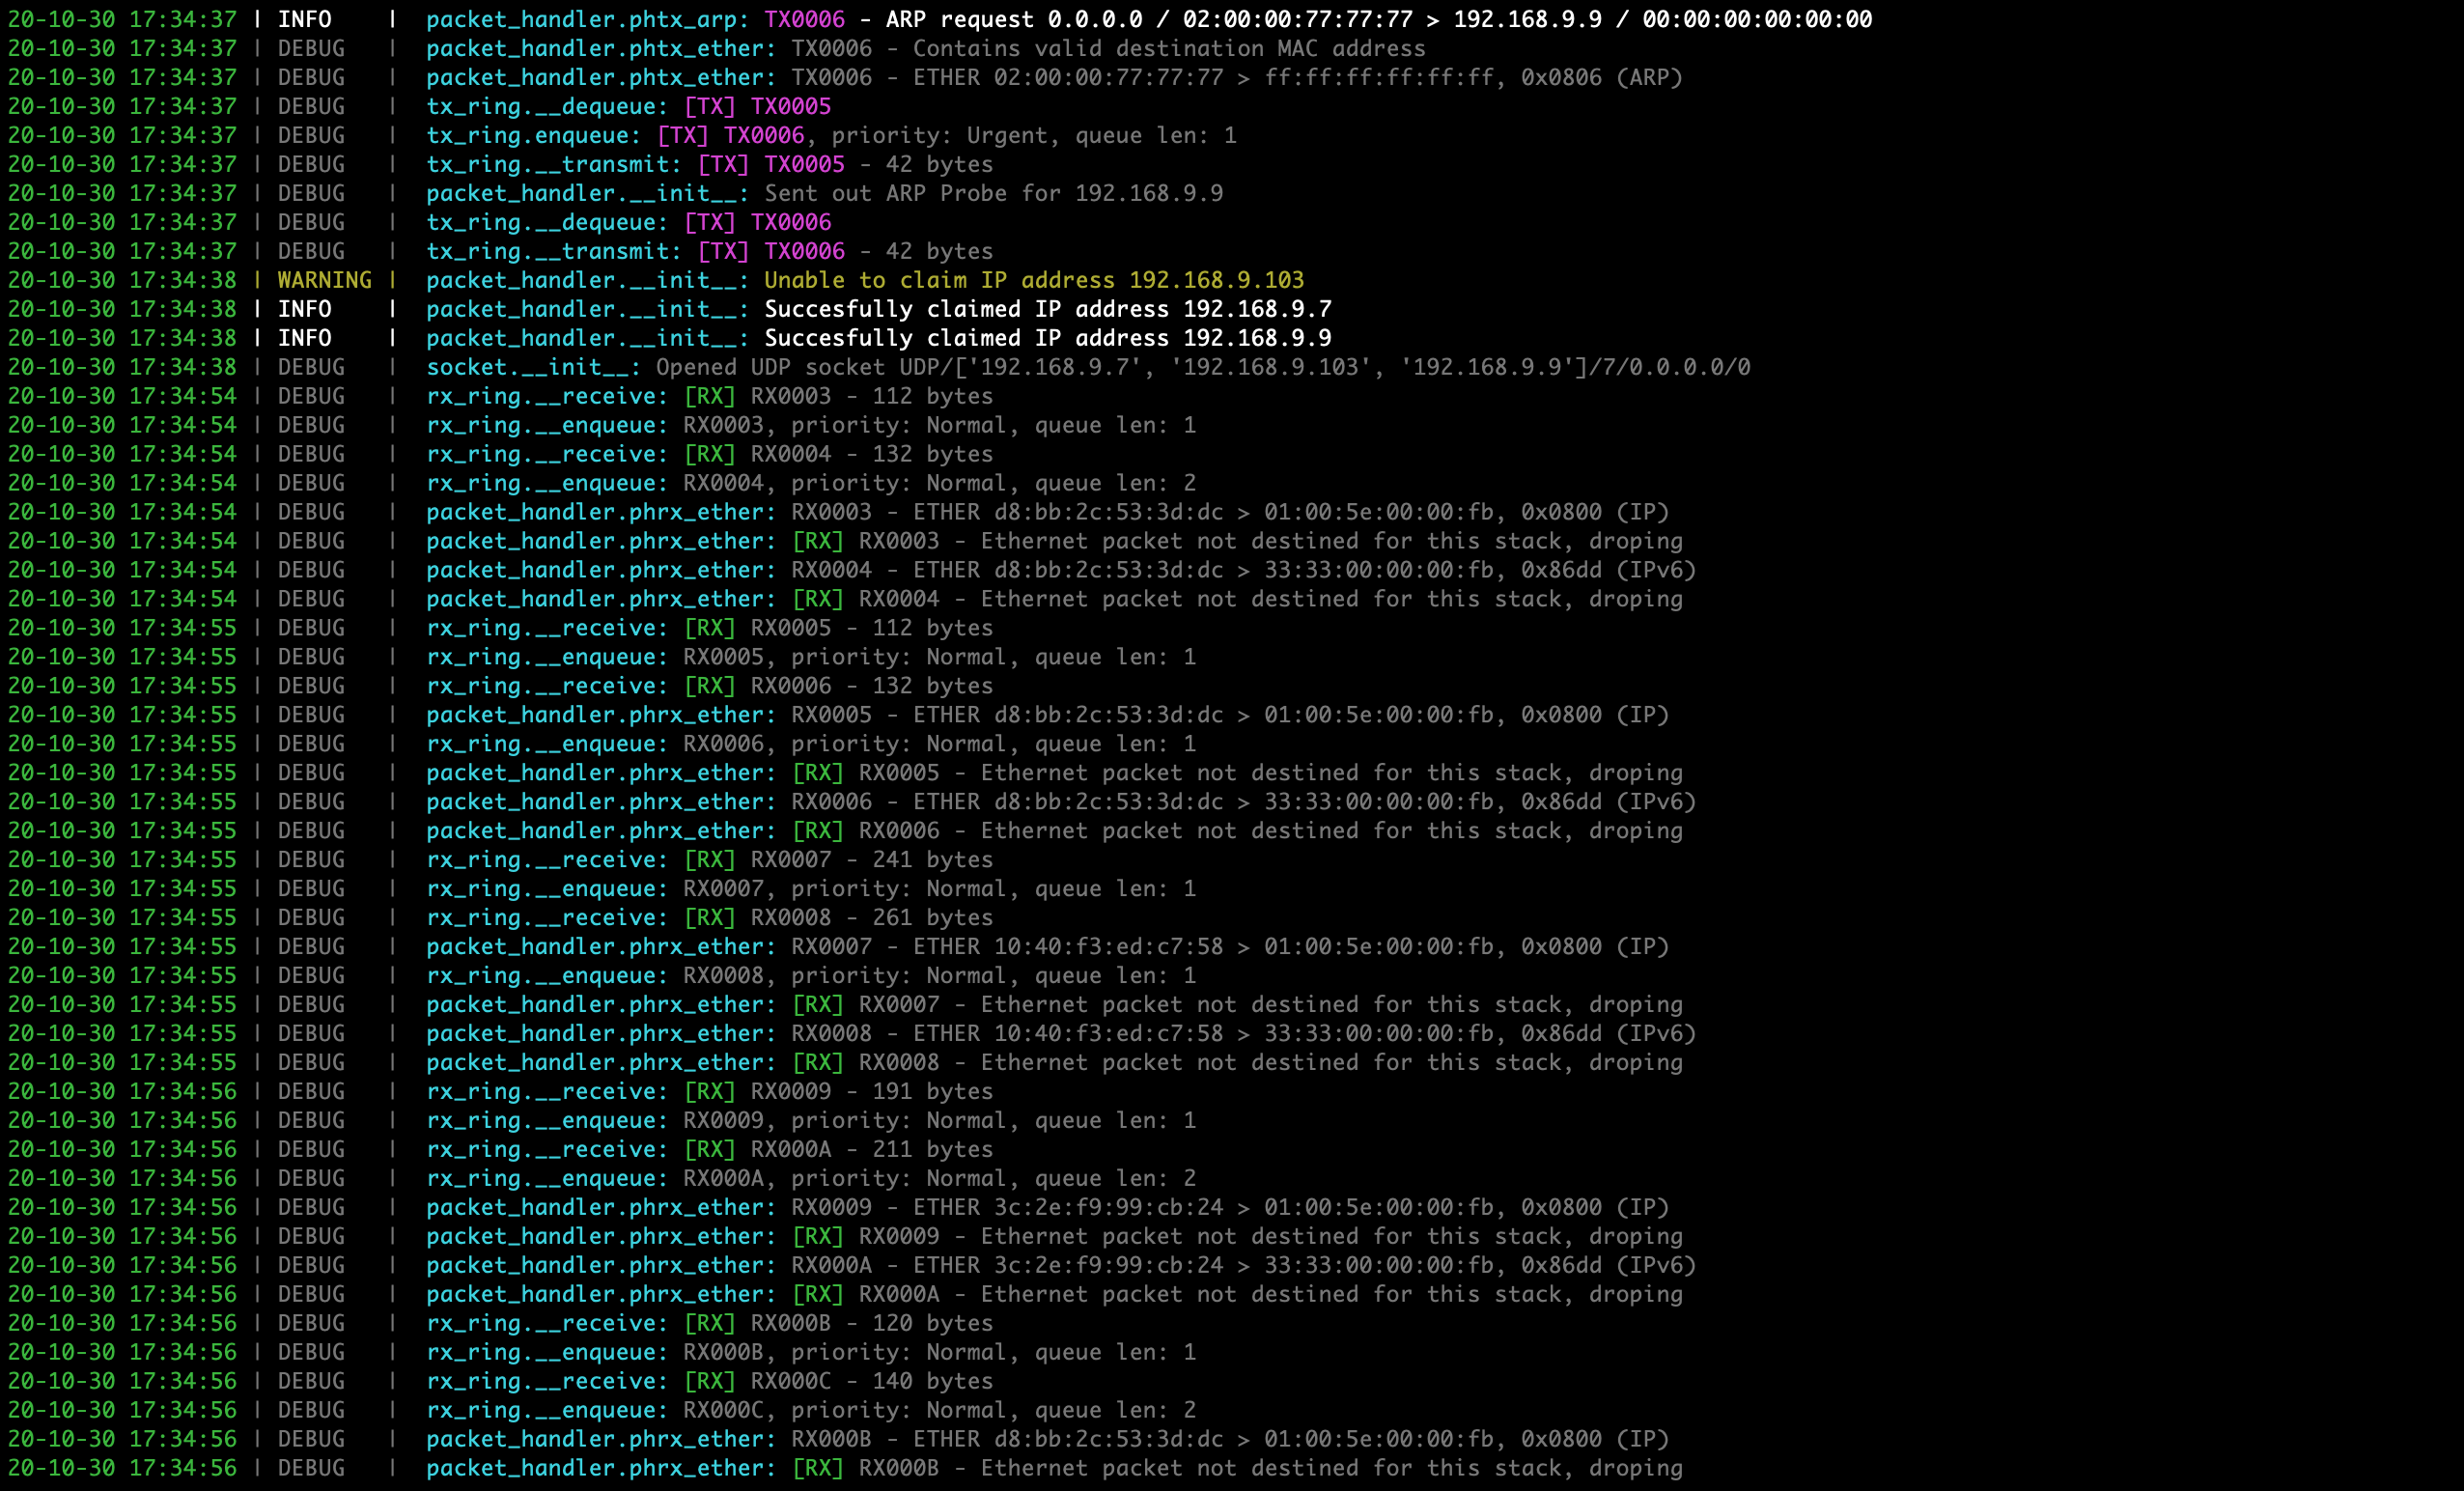 20-10-30 17:34:37 | INFO    |  packet_handler.phtx_arp: TX0006 - ARP request 0.0.0.0 / 02:00:00:77:77:77 > 192.168.9.9 / 00:00:00:00:00:00
20-10-30 17:34:37 | DEBUG   |  packet_handler.phtx_ether: TX0006 - Contains valid destination MAC address
20-10-30 17:34:37 | DEBUG   |  packet_handler.phtx_ether: TX0006 - ETHER 02:00:00:77:77:77 > ff:ff:ff:ff:ff:ff, 0x0806 (ARP)
20-10-30 17:34:37 | DEBUG   |  tx_ring.__dequeue: [TX] TX0005
20-10-30 17:34:37 | DEBUG   |  tx_ring.enqueue: [TX] TX0006, priority: Urgent, queue len: 1
20-10-30 17:34:37 | DEBUG   |  tx_ring.__transmit: [TX] TX0005 - 42 bytes
20-10-30 17:34:37 | DEBUG   |  packet_handler.__init__: Sent out ARP Probe for 192.168.9.9
20-10-30 17:34:37 | DEBUG   |  tx_ring.__dequeue: [TX] TX0006
20-10-30 17:34:37 | DEBUG   |  tx_ring.__transmit: [TX] TX0006 - 42 bytes
20-10-30 17:34:38 | WARNING |  packet_handler.__init__: Unable to claim IP address 192.168.9.103
20-10-30 17:34:38 | INFO    |  packet_handler.__init__: Succesfully claimed IP address 192.168.9.7
20-10-30 17:34:38 | INFO    |  packet_handler.__init__: Succesfully claimed IP address 192.168.9.9
20-10-30 17:34:38 | DEBUG   |  socket.__init__: Opened UDP socket UDP/['192.168.9.7', '192.168.9.103', '192.168.9.9']/7/0.0.0.0/0
20-10-30 17:34:54 | DEBUG   |  rx_ring.__receive: [RX] RX0003 - 112 bytes
20-10-30 17:34:54 | DEBUG   |  rx_ring.__enqueue: RX0003, priority: Normal, queue len: 1
20-10-30 17:34:54 | DEBUG   |  rx_ring.__receive: [RX] RX0004 - 132 bytes
20-10-30 17:34:54 | DEBUG   |  rx_ring.__enqueue: RX0004, priority: Normal, queue len: 2
20-10-30 17:34:54 | DEBUG   |  packet_handler.phrx_ether: RX0003 - ETHER d8:bb:2c:53:3d:dc > 01:00:5e:00:00:fb, 0x0800 (IP)
20-10-30 17:34:54 | DEBUG   |  packet_handler.phrx_ether: [RX] RX0003 - Ethernet packet not destined for this stack, droping
20-10-30 17:34:54 | DEBUG   |  packet_handler.phrx_ether: RX0004 - ETHER d8:bb:2c:53:3d:dc > 33:33:00:00:00:fb, 0x86dd (IPv6)
20-10-30 17:34:54 | DEBUG   |  packet_handler.phrx_ether: [RX] RX0004 - Ethernet packet not destined for this stack, droping
20-10-30 17:34:55 | DEBUG   |  rx_ring.__receive: [RX] RX0005 - 112 bytes
20-10-30 17:34:55 | DEBUG   |  rx_ring.__enqueue: RX0005, priority: Normal, queue len: 1
20-10-30 17:34:55 | DEBUG   |  rx_ring.__receive: [RX] RX0006 - 132 bytes
20-10-30 17:34:55 | DEBUG   |  packet_handler.phrx_ether: RX0005 - ETHER d8:bb:2c:53:3d:dc > 01:00:5e:00:00:fb, 0x0800 (IP)
20-10-30 17:34:55 | DEBUG   |  rx_ring.__enqueue: RX0006, priority: Normal, queue len: 1
20-10-30 17:34:55 | DEBUG   |  packet_handler.phrx_ether: [RX] RX0005 - Ethernet packet not destined for this stack, droping
20-10-30 17:34:55 | DEBUG   |  packet_handler.phrx_ether: RX0006 - ETHER d8:bb:2c:53:3d:dc > 33:33:00:00:00:fb, 0x86dd (IPv6)
20-10-30 17:34:55 | DEBUG   |  packet_handler.phrx_ether: [RX] RX0006 - Ethernet packet not destined for this stack, droping
20-10-30 17:34:55 | DEBUG   |  rx_ring.__receive: [RX] RX0007 - 241 bytes
20-10-30 17:34:55 | DEBUG   |  rx_ring.__enqueue: RX0007, priority: Normal, queue len: 1
20-10-30 17:34:55 | DEBUG   |  rx_ring.__receive: [RX] RX0008 - 261 bytes
20-10-30 17:34:55 | DEBUG   |  packet_handler.phrx_ether: RX0007 - ETHER 10:40:f3:ed:c7:58 > 01:00:5e:00:00:fb, 0x0800 (IP)
20-10-30 17:34:55 | DEBUG   |  rx_ring.__enqueue: RX0008, priority: Normal, queue len: 1
20-10-30 17:34:55 | DEBUG   |  packet_handler.phrx_ether: [RX] RX0007 - Ethernet packet not destined for this stack, droping
20-10-30 17:34:55 | DEBUG   |  packet_handler.phrx_ether: RX0008 - ETHER 10:40:f3:ed:c7:58 > 33:33:00:00:00:fb, 0x86dd (IPv6)
20-10-30 17:34:55 | DEBUG   |  packet_handler.phrx_ether: [RX] RX0008 - Ethernet packet not destined for this stack, droping
20-10-30 17:34:56 | DEBUG   |  rx_ring.__receive: [RX] RX0009 - 191 bytes
20-10-30 17:34:56 | DEBUG   |  rx_ring.__enqueue: RX0009, priority: Normal, queue len: 1
20-10-30 17:34:56 | DEBUG   |  rx_ring.__receive: [RX] RX000A - 211 bytes
20-10-30 17:34:56 | DEBUG   |  rx_ring.__enqueue: RX000A, priority: Normal, queue len: 2
20-10-30 17:34:56 | DEBUG   |  packet_handler.phrx_ether: RX0009 - ETHER 3c:2e:f9:99:cb:24 > 01:00:5e:00:00:fb, 0x0800 (IP)
20-10-30 17:34:56 | DEBUG   |  packet_handler.phrx_ether: [RX] RX0009 - Ethernet packet not destined for this stack, droping
20-10-30 17:34:56 | DEBUG   |  packet_handler.phrx_ether: RX000A - ETHER 3c:2e:f9:99:cb:24 > 33:33:00:00:00:fb, 0x86dd (IPv6)
20-10-30 17:34:56 | DEBUG   |  packet_handler.phrx_ether: [RX] RX000A - Ethernet packet not destined for this stack, droping
20-10-30 17:34:56 | DEBUG   |  rx_ring.__receive: [RX] RX000B - 120 bytes
20-10-30 17:34:56 | DEBUG   |  rx_ring.__enqueue: RX000B, priority: Normal, queue len: 1
20-10-30 17:34:56 | DEBUG   |  rx_ring.__receive: [RX] RX000C - 140 bytes
20-10-30 17:34:56 | DEBUG   |  rx_ring.__enqueue: RX000C, priority: Normal, queue len: 2
20-10-30 17:34:56 | DEBUG   |  packet_handler.phrx_ether: RX000B - ETHER d8:bb:2c:53:3d:dc > 01:00:5e:00:00:fb, 0x0800 (IP)
20-10-30 17:34:56 | DEBUG   |  packet_handler.phrx_ether: [RX] RX000B - Ethernet packet not destined for this stack, droping